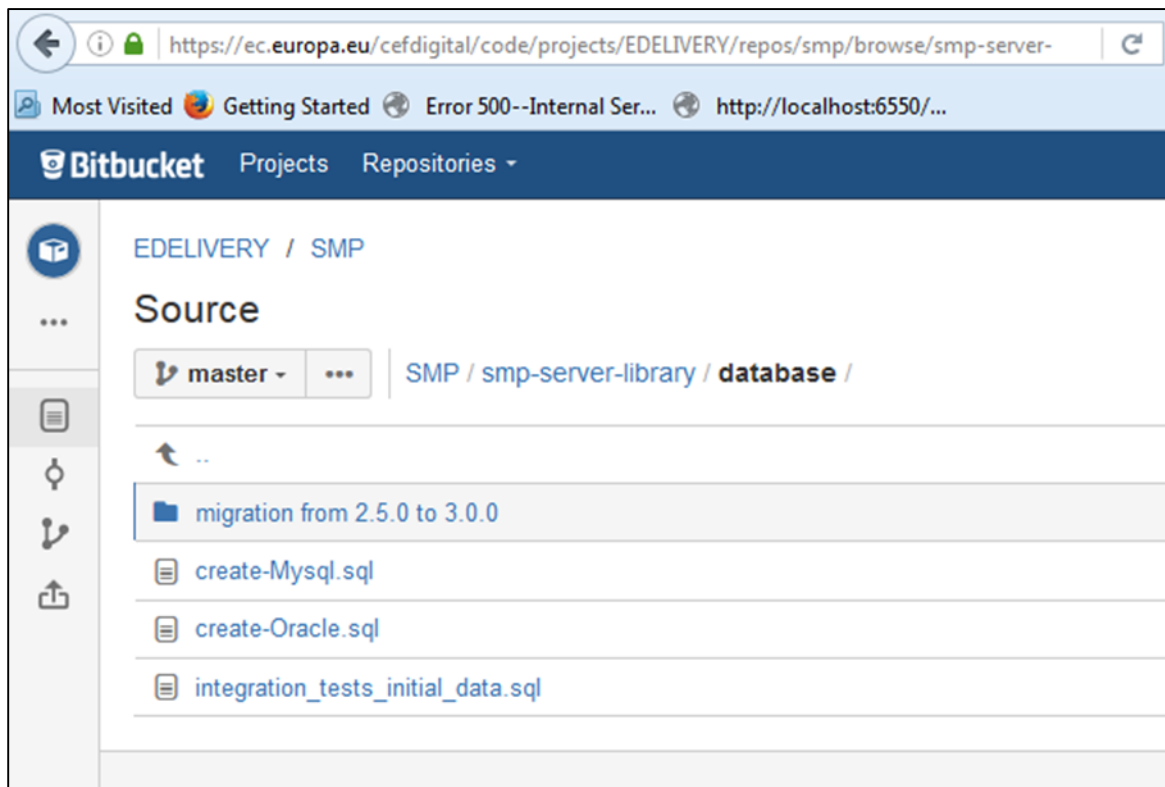 https://ec.europa.eu/cefdigital/code/projects/EDELIVERY/repos/smp/browse/smp-server-
Most Visited Getting Started Error 500--Internal Ser... http://localhost:6550/...
Bitbucket Projects Repositories
EDELIVERY / SMP
Source
master ... SMP / smp-server-library / database /
..
migration from 2.5.0 to 3.0.0
create-Mysql.sql
create-Oracle.sql
integration_tests_initial_data.sql